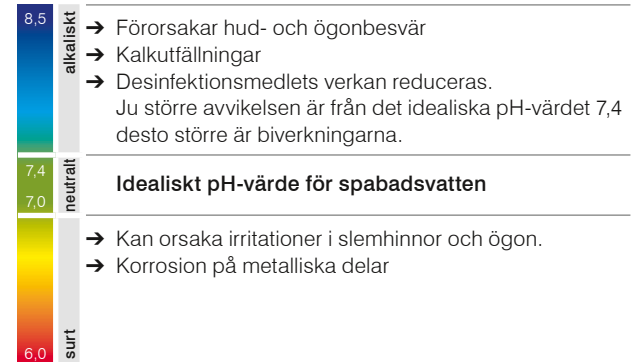 8,5
alkaliskt
➔ Förorsakar hud- och ögonbesvär
➔ Kalkutfällningar
➔ Desinfektionsmedlets verkan reduceras.
Ju större avvikelsen är från det idealiska pH-värdet 7,4
desto större är biverkningarna.
7,4
7,0
neutralt
Idealiskt pH-värde för spabadsvatten
➔ Kan orsaka irritationer i slemhinnor och ögon.
➔ Korrosion på metalliska delar
6,0
surt